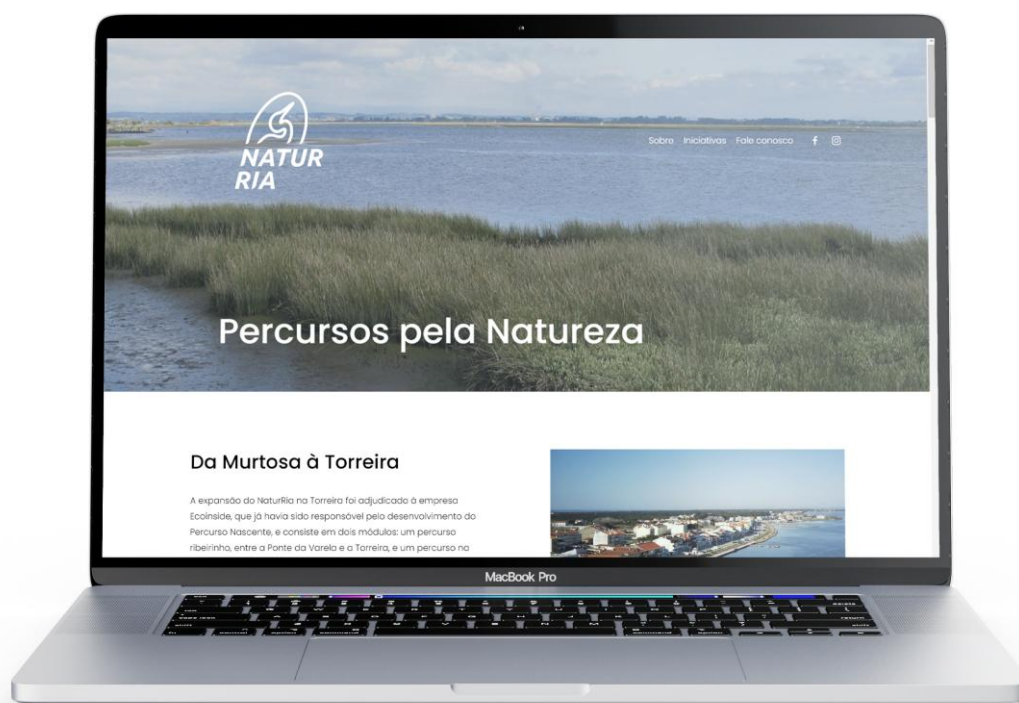 NATUR
RIA
Sobre Iniciativas Fale conosco
Percursos pela Natureza
Da Murtosa à Torreira
A expansão do NaturRia na Torreira foi adjudicado à empresa
Ecoinside, que já havia sido responsável pelo desenvolvimento do
Percurso Nascente, e consiste em dois módulos: um percurso
ribeirinho, entre a Ponte da Varela e a Torreira, e um percurso na
MacBook Pro